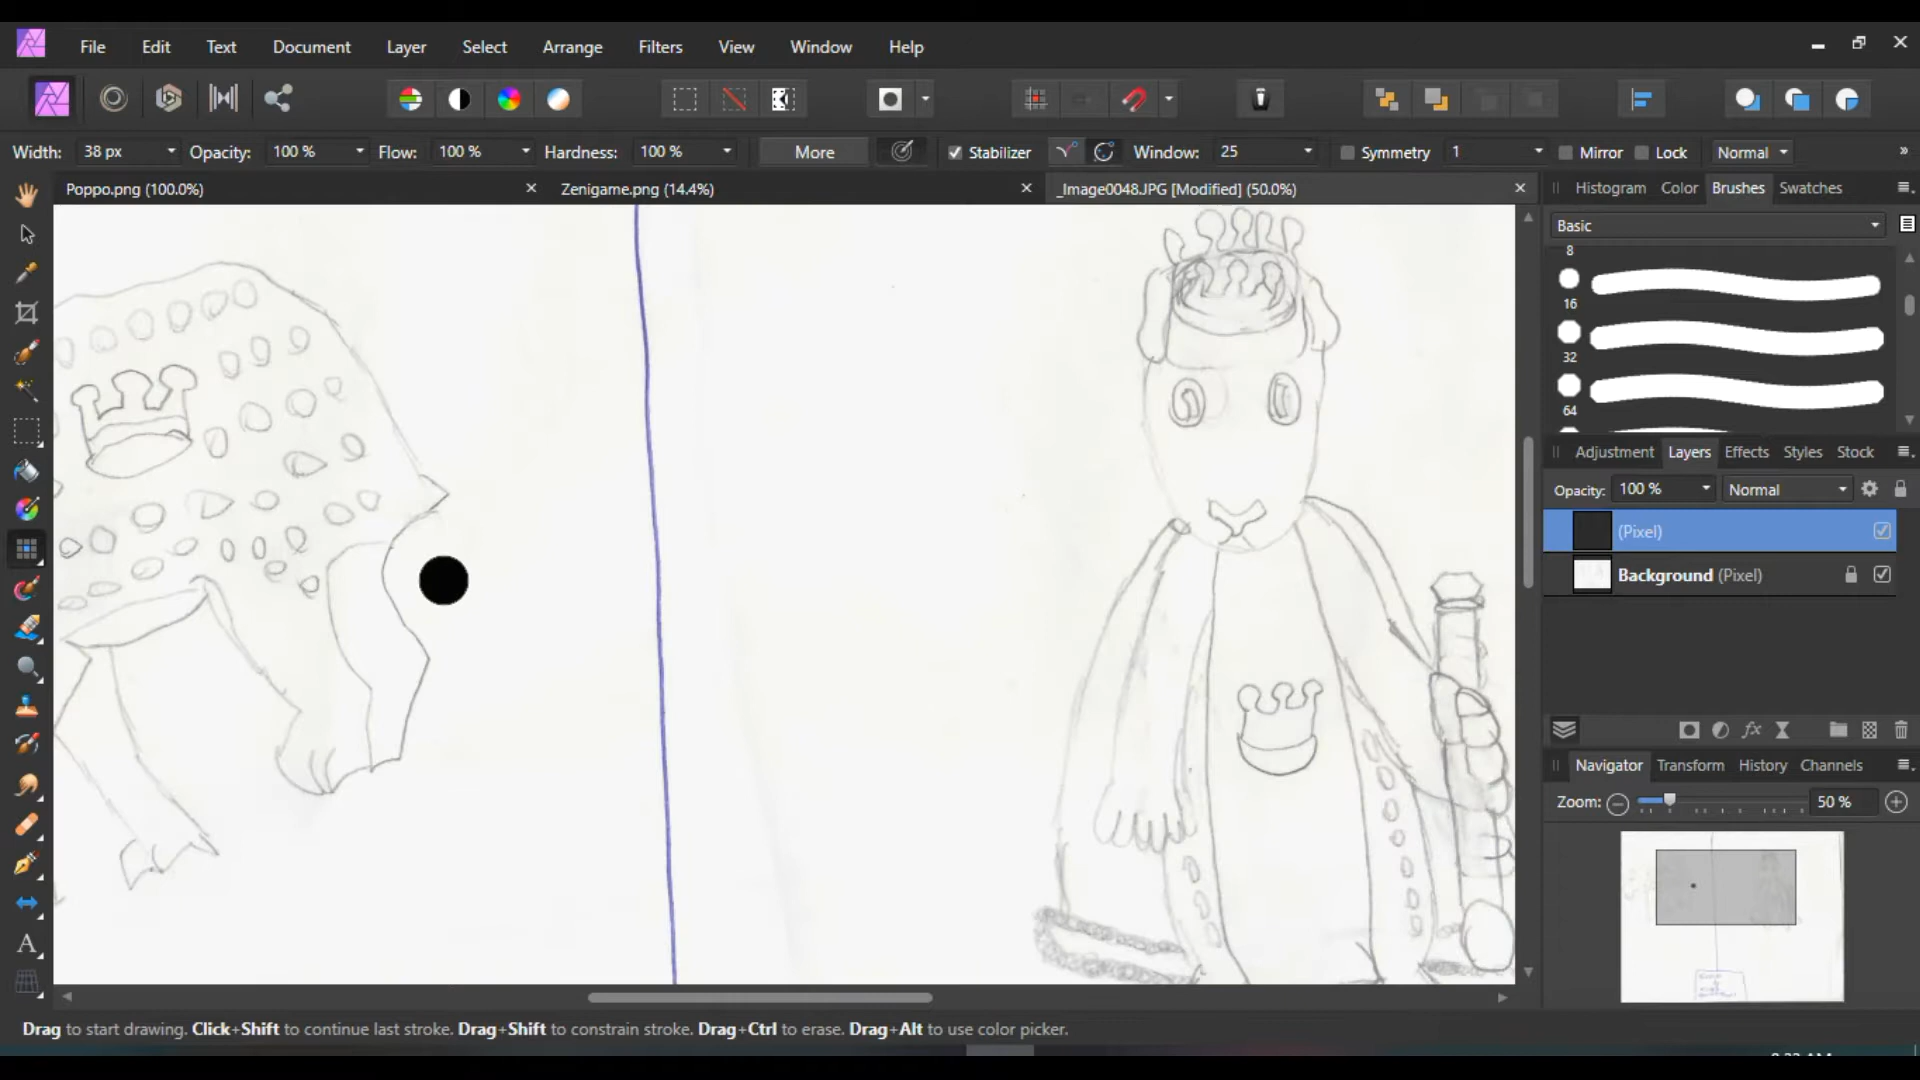 File Edit Text Document Layer Select Arrange Filters View Window Help
Width: 38 px Opacity: 100 % Flow: 100 % Hardness: 100 % More Stabilizer Window: 25 Symmetry 1 Mirror Lock Normal »
Poppo.png (100.0%) Zenigame.png (14.4%) _Image0048.JPG [Modified] (50.0%)
Histogram Color Brushes Swatches
Basic
8
16
32
64
Adjustment Layers Effects Styles Stock
Opacity: 100 % Normal
(Pixel)
Background (Pixel)
Navigator Transform History Channels
Zoom: 50 %
Drag to start drawing. Click+Shift to continue last stroke. Drag+Shift to constrain stroke. Drag+Ctrl to erase. Drag+Alt to use color picker.